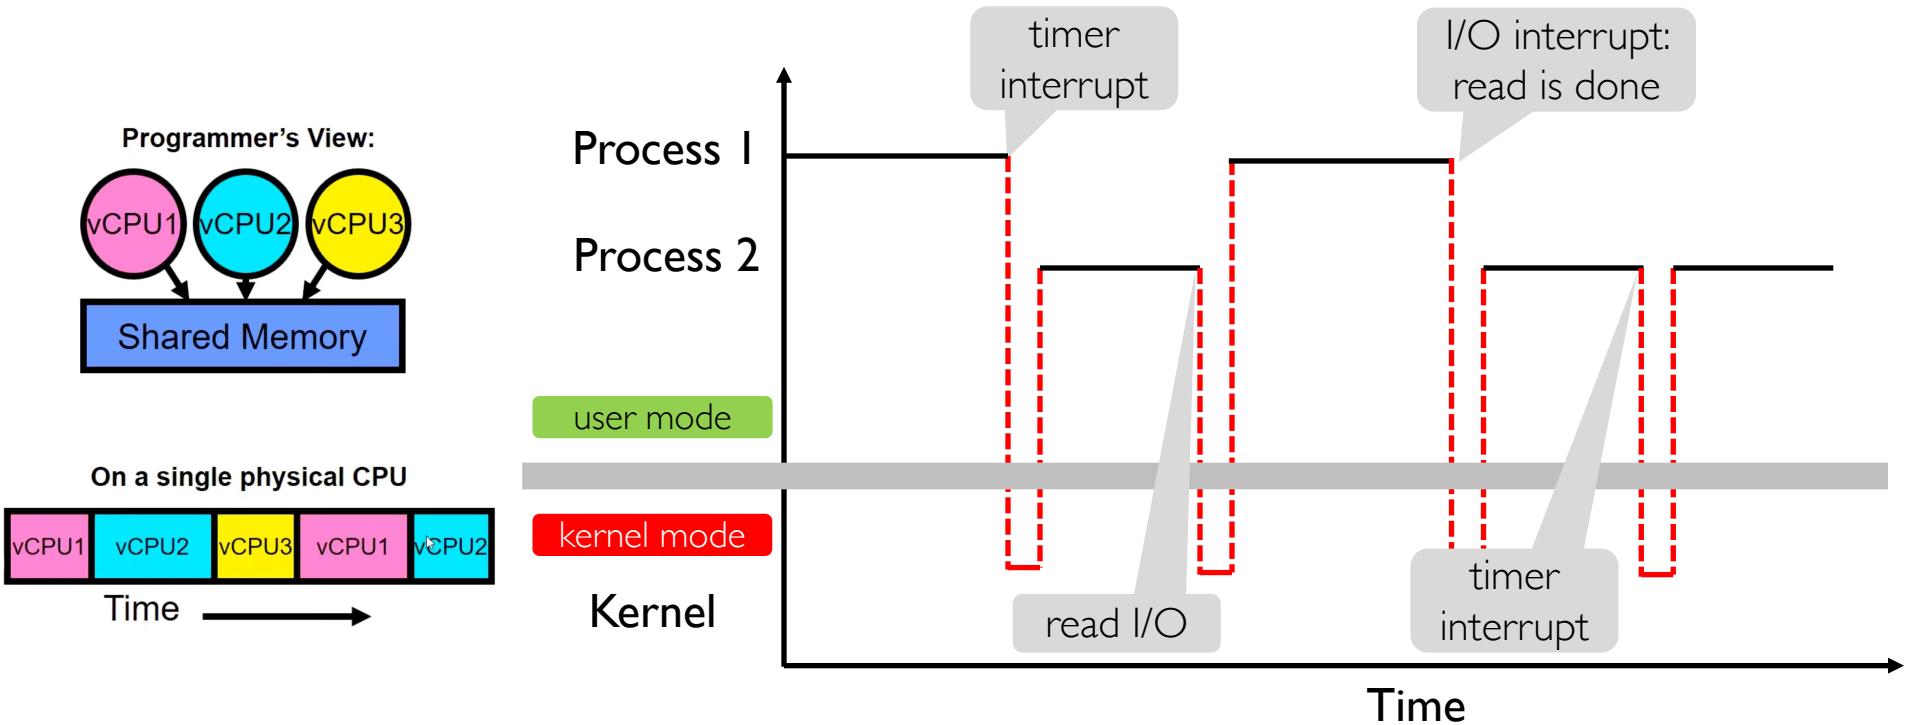 Programmer's View:
vCPU1
vCPU2
vCPU3
Shared Memory
On a single physical CPU
vCPU1
vCPU2
vCPU3
vCPU1
vCPU2
Time
timer
interrupt
I/O interrupt:
read is done
Process 1
Process 2
user mode
kernel mode
Kernel
read I/O
timer
interrupt
Time